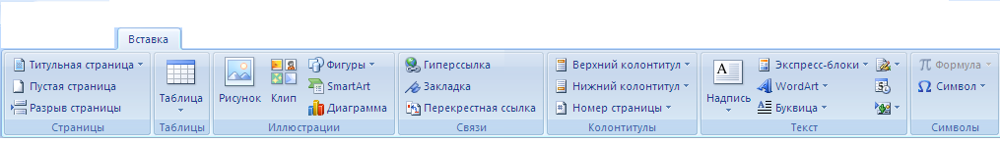 Вставка
Титульная страница
Пустая страница
Разрыв страницы
Страницы
Таблица
Таблицы
Рисунок
Клип
Фигуры
SmartArt
Диаграмма
Иллюстрации
Гиперссылка
Закладка
Перекрестная ссылка
Связи
Верхний колонтитул
Нижний колонтитул
Номер страницы
Колонтитулы
Надпись
Экспресс-блоки
WordArt
Буквица
Текст
Формула
Символ
Символы